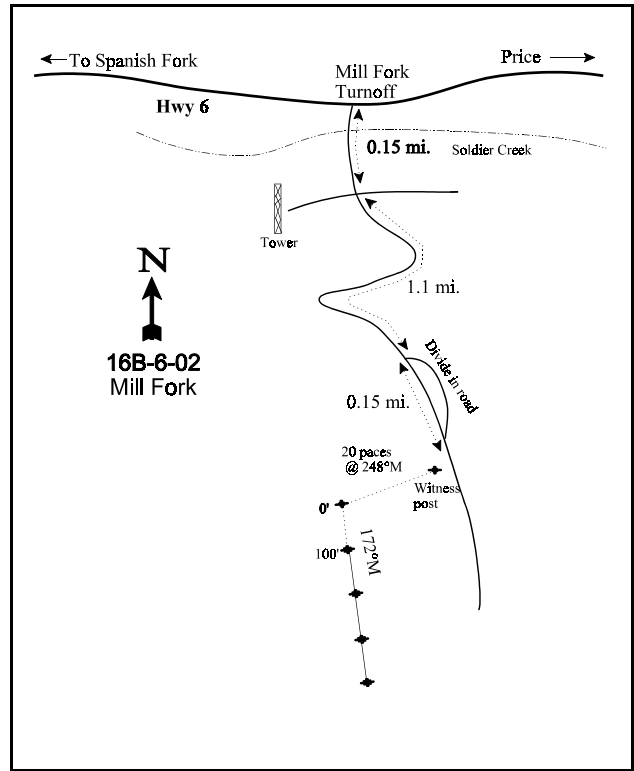 To Spanish Fork
Price
Mill Fork
Turnoff
Hwy 6
0.15 mi.
Soldier Creek
Tower
N
1.1 mi.
16B-6-02
Mill Fork
Divide in road
0.15 mi.
20 paces
@ 248°M
Witness
post
0'
172°M
100'